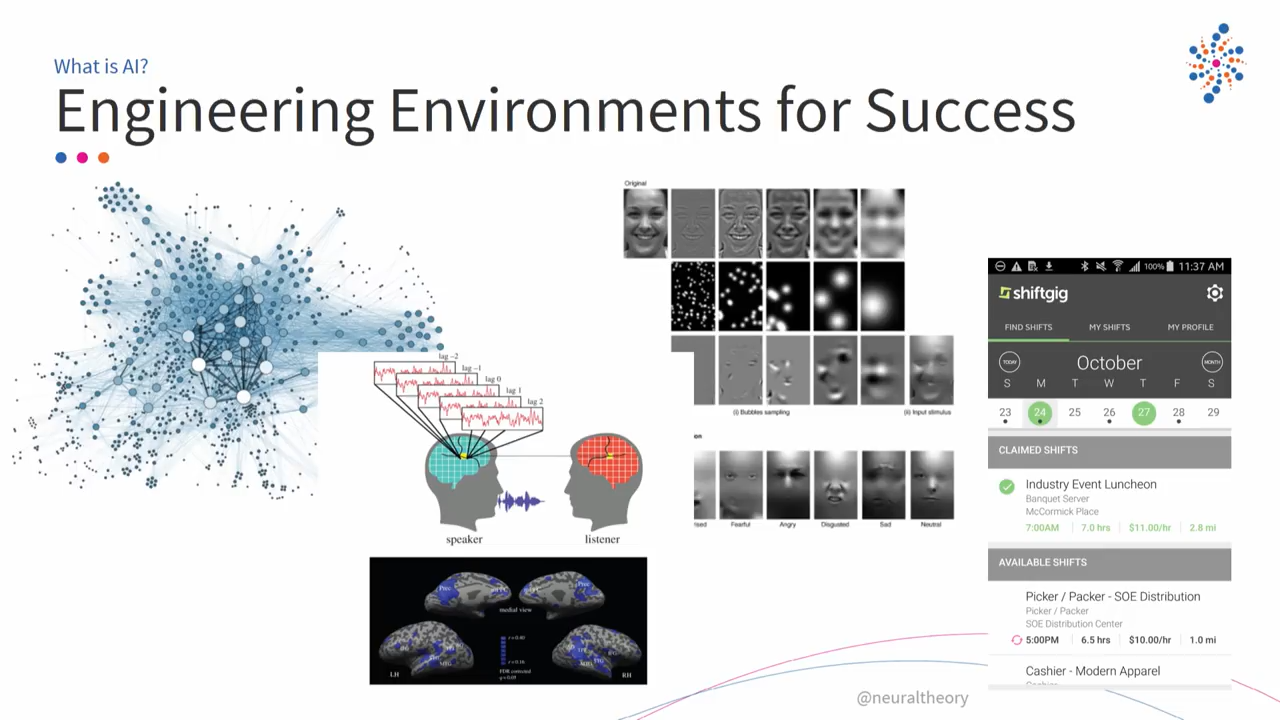 What is AI?
Engineering Environments for Success
Original
(i) Bubbles sampling
(ii) Input stimulus
Fearful
Angry
Disgusted
Sad
Neutral
lag –2
lag –1
lag 0
lag 1
lag 2
speaker
listener
medial view
LH
RH
11:37 AM
100%
shiftgig
FIND SHIFTS
MY SHIFTS
MY PROFILE
TODAY
October
MONTH
S M T W T F S
23 24 25 26 27 28 29
CLAIMED SHIFTS
Industry Event Luncheon
Banquet Server
McCormick Place
7:00AM 7.0 hrs $11.00/hr 2.8 mi
AVAILABLE SHIFTS
Picker / Packer - SOE Distribution
Picker / Packer
SOE Distribution Center
5:00PM 6.5 hrs $10.00/hr 1.0 mi
Cashier - Modern Apparel
@neuraltheory